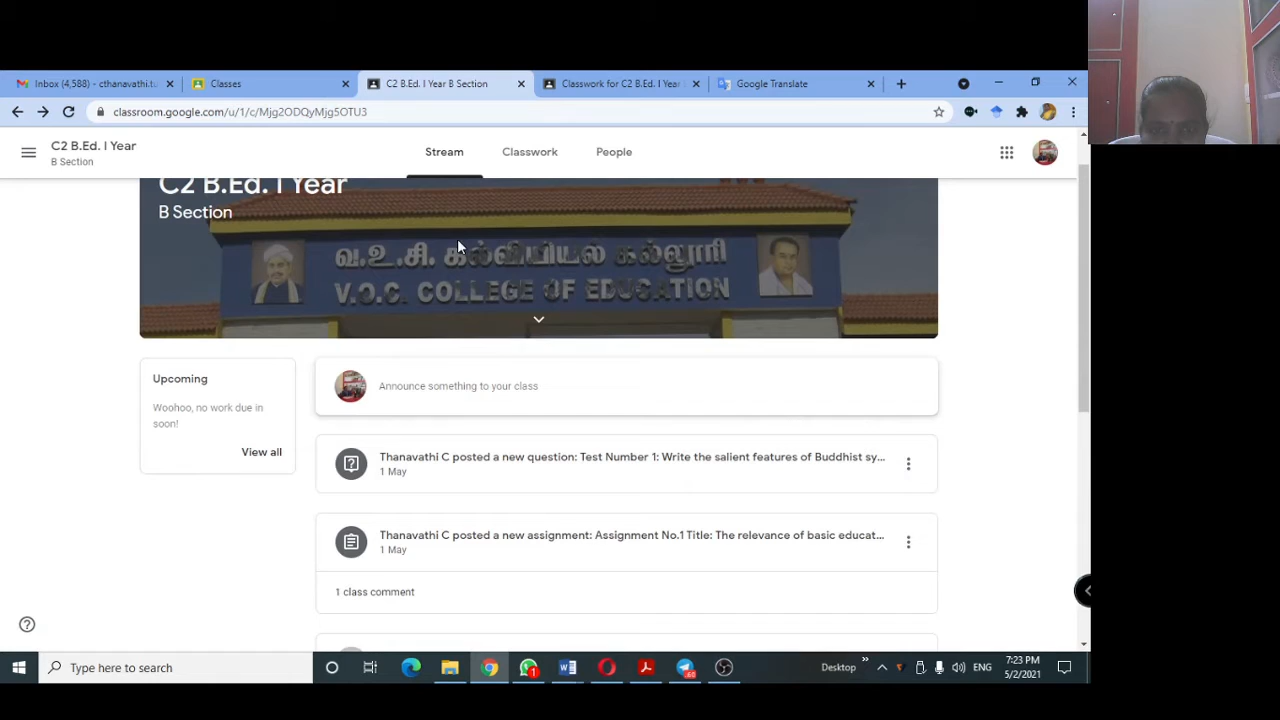 Inbox (4,588) - cthanavathi.tu
Classes
C2 B.Ed. I Year B Section
Classwork for C2 B.Ed. I Year
Google Translate
classroom.google.com/u/1/c/Mjg2ODQyMjg5OTU3
C2 B.Ed. I Year
B Section
Stream
Classwork
People
C2 B.Ed. I Year
B Section
வ.உ.சி. கல்வியியல் கல்லூரி
V.O.C. COLLEGE OF EDUCATION
Upcoming
Woohoo, no work due in
soon!
View all
Announce something to your class
Thanavathi C posted a new question: Test Number 1: Write the salient features of Buddhist sy...
1 May
Thanavathi C posted a new assignment: Assignment No.1 Title: The relevance of basic educat...
1 May
1 class comment
Type here to search
1
Desktop
ENG
7:23 PM
5/2/2021